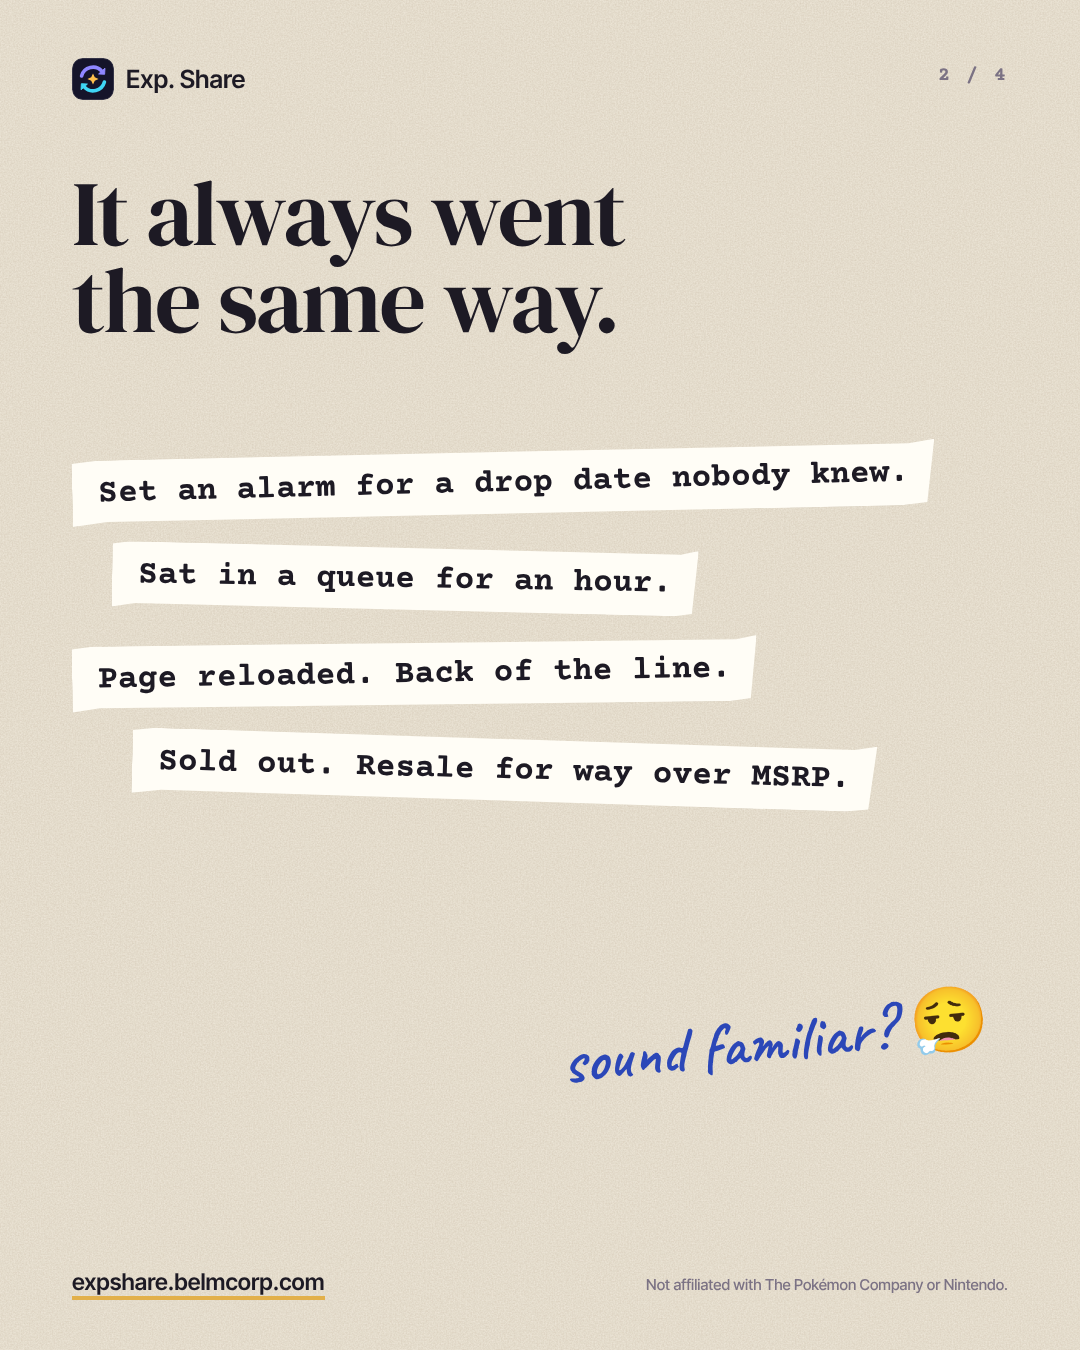 Exp. Share
2 / 4
It always went
the same way.
Set an alarm for a drop date nobody knew.
Sat in a queue for an hour.
Page reloaded. Back of the line.
Sold out. Resale for way over MSRP.
sound familiar? 😮‍💨
expshare.belmcorp.com
Not affiliated with The Pokémon Company or Nintendo.